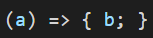 (a) => { b; }